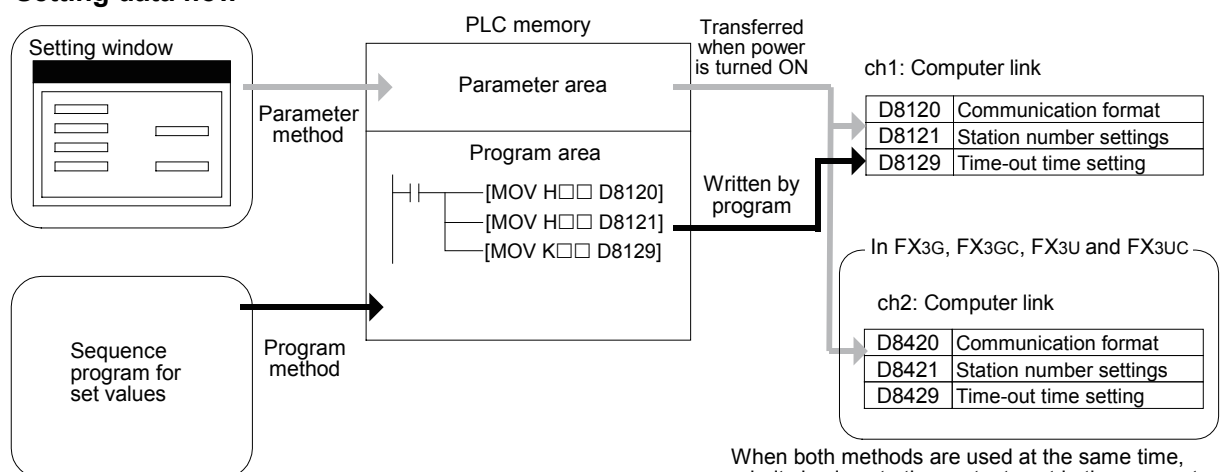 Setting data flow
Setting window
Parameter method
PLC memory
Parameter area
Program area
[MOV H□□ D8120]
[MOV H□□ D8121]
[MOV K□□ D8129]
Transferred when power is turned ON
Written by program
ch1: Computer link
D8120 Communication format
D8121 Station number settings
D8129 Time-out time setting
In FX3G, FX3GC, FX3U and FX3UC
ch2: Computer link
D8420 Communication format
D8421 Station number settings
D8429 Time-out time setting
Sequence program for set values
Program method
When both methods are used at the same time,